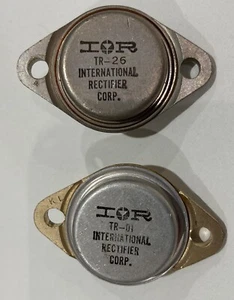 IOR
TR-26
INTERNATIONAL
RECTIFIER
CORP.
IOR
TR-01
INTERNATIONAL
RECTIFIER
CORP.